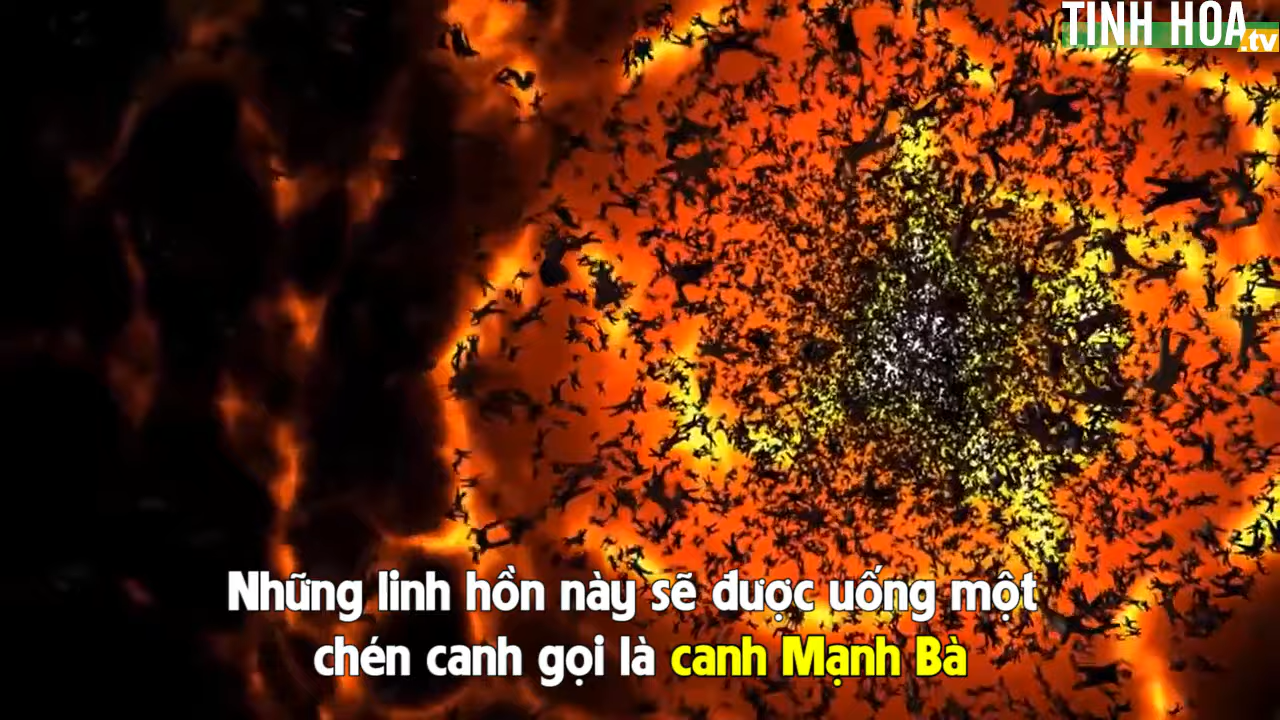 TINH HOA
.tv
Những linh hồn này sẽ được uống một
chén canh gọi là canh Mạnh Bà